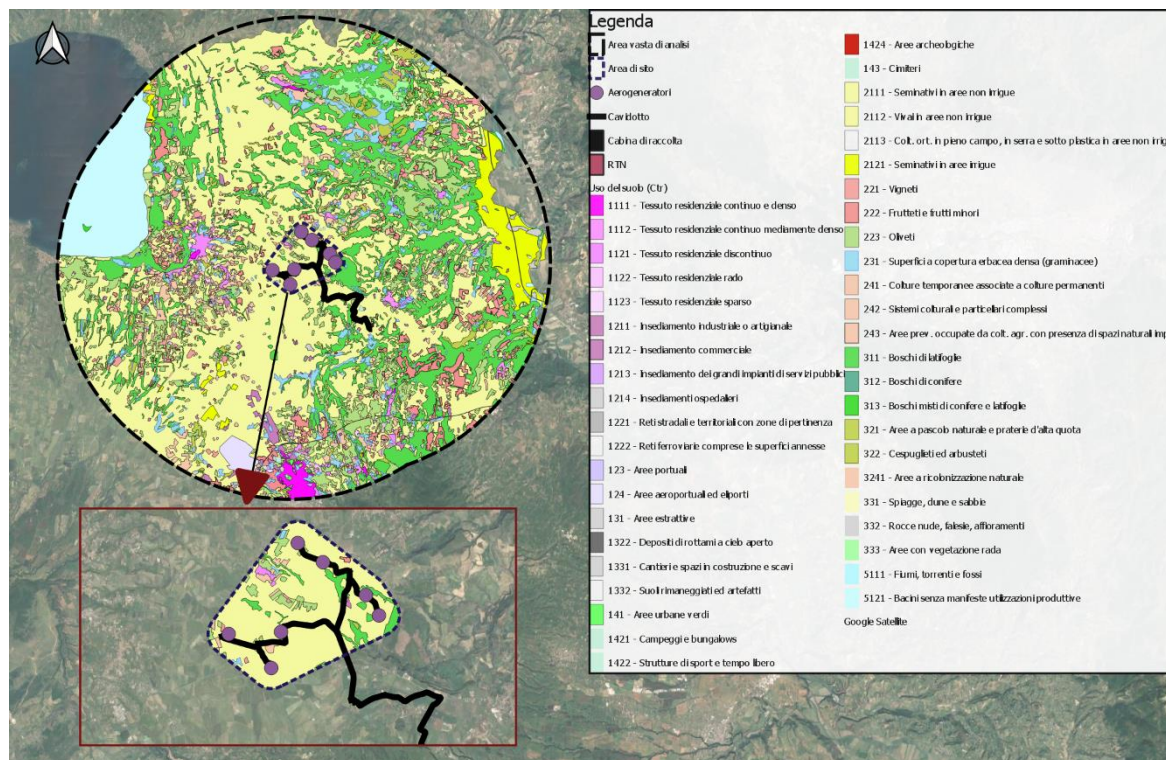 Legenda
Area vasta di analisi
Area di sito
Aerogeneratori
Cavidotto
Cabina di raccolta
RTN
Uso del suolo (Ctr)
1111 - Tessuto residenziale continuo e denso
1112 - Tessuto residenziale continuo mediamente denso
1121 - Tessuto residenziale discontinuo
1122 - Tessuto residenziale rado
1123 - Tessuto residenziale sparso
1211 - Insediamento industriale o artigianale
1212 - Insediamento commerciale
1213 - Insediamento dei grandi impianti di servizi pubblici
1214 - Insediamenti ospedalieri
1221 - Reti stradali e territoriali con zone di pertinenza
1222 - Reti ferroviarie comprese le superfici annesse
123 - Aree portuali
124 - Aree aeroportuali ed eliporti
131 - Aree estrattive
1322 - Depositi di rottami a cielo aperto
1331 - Cantieri e spazi in costruzione e scavi
1332 - Suoli rimaneggiati ed artefatti
141 - Aree urbane verdi
1421 - Campeggi e bungalows
1422 - Strutture di sport e tempo libero
1424 - Aree archeologiche
143 - Cimiteri
2111 - Seminativi in aree non irrigue
2112 - Vivai in aree non irrigue
2113 - Colt. ort. in pieno campo, in serra e sotto plastica in aree non irrig
2121 - Seminativi in aree irrigue
221 - Vigneti
222 - Frutteti e frutti minori
223 - Oliveti
231 - Superfici a copertura erbacea densa (graminacee)
241 - Colture temporanee associate a colture permanenti
242 - Sistemi colturali e particellari complessi
243 - Aree prev. occupate da colt. agr. con presenza di spazi naturali imp
311 - Boschi di latifoglie
312 - Boschi di conifere
313 - Boschi misti di conifere e latifoglie
321 - Aree a pascolo naturale e praterie d'alta quota
322 - Cespuglieti ed arbusteti
3241 - Aree a ricolonizzazione naturale
331 - Spiagge, dune e sabbie
332 - Rocce nude, falesie, affioramenti
333 - Aree con vegetazione rada
5111 - Fiumi, torrenti e fossi
5121 - Bacini senza manifeste utilizzazioni produttive
Google Satellite